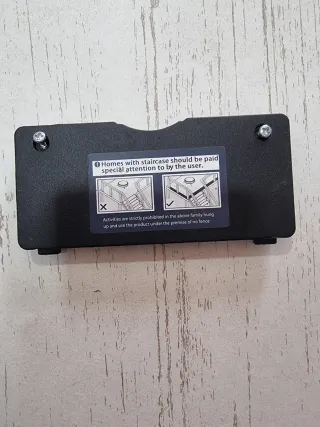 Homes with staircase should be paid
special attention to by the user.
Activities are strictly prohibited in the above family hung
up and use the product under the premise of no fence